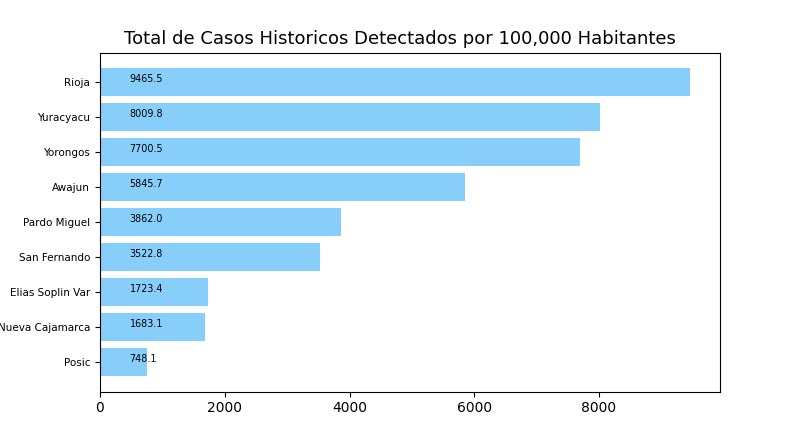 Total de Casos Historicos Detectados por 100,000 Habitantes
Rioja 9465.5
Yuracyacu 8009.8
Yorongos 7700.5
Awajun 5845.7
Pardo Miguel 3862.0
San Fernando 3522.8
Elias Soplin Var 1723.4
Nueva Cajamarca 1683.1
Posic 748.1
0 2000 4000 6000 8000